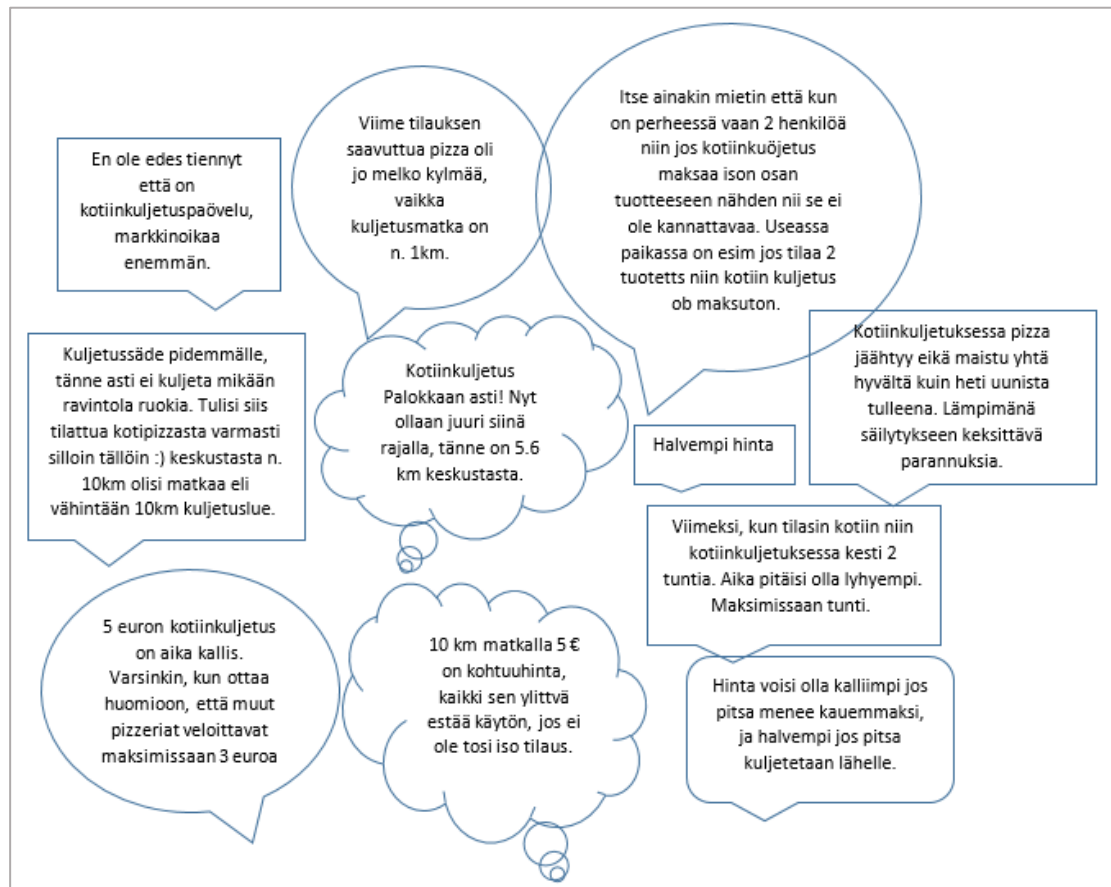 En ole edes tiennyt
että on
kotiinkuljetuspaövelu,
markkinoikaa
enemmän.
Viime tilauksen
saavuttua pizza oli
jo melko kylmää,
vaikka
kuljetusmatka on
n. 1km.
Itse ainakin mietin että kun
on perheessä vaan 2 henkilöä
niin jos kotiinkuöjetus
maksaa ison osan
tuotteeseen nähden nii se ei
ole kannattavaa. Useassa
paikassa on esim jos tilaa 2
tuotetts niin kotiin kuljetus
ob maksuton.
Kuljetussäde pidemmälle,
tänne asti ei kuljeta mikään
ravintola ruokia. Tulisi siis
tilattua kotipizzasta varmasti
silloin tällöin :) keskustasta n.
10km olisi matkaa eli
vähintään 10km kuljetuslue.
Kotiinkuljetus
Palokkaan asti! Nyt
ollaan juuri siinä
rajalla, tänne on 5.6
km keskustasta.
Halvempi hinta
Kotiinkuljetuksessa pizza
jäähtyy eikä maistu yhtä
hyvältä kuin heti uunista
tulleena. Lämpimänä
säilytykseen keksittävä
parannuksia.
Viimeksi, kun tilasin kotiin niin
kotiinkuljetuksessa kesti 2
tuntia. Aika pitäisi olla lyhyempi.
Maksimissaan tunti.
5 euron kotiinkuljetus
on aika kallis.
Varsinkin, kun ottaa
huomioon, että muut
pizzeriat veloittavat
maksimissaan 3 euroa
10 km matkalla 5 €
on kohtuuhinta,
kaikki sen ylittvä
estää käytön, jos ei
ole tosi iso tilaus.
Hinta voisi olla kalliimpi jos
pitsa menee kauemmaksi,
ja halvempi jos pitsa
kuljetetaan lähelle.